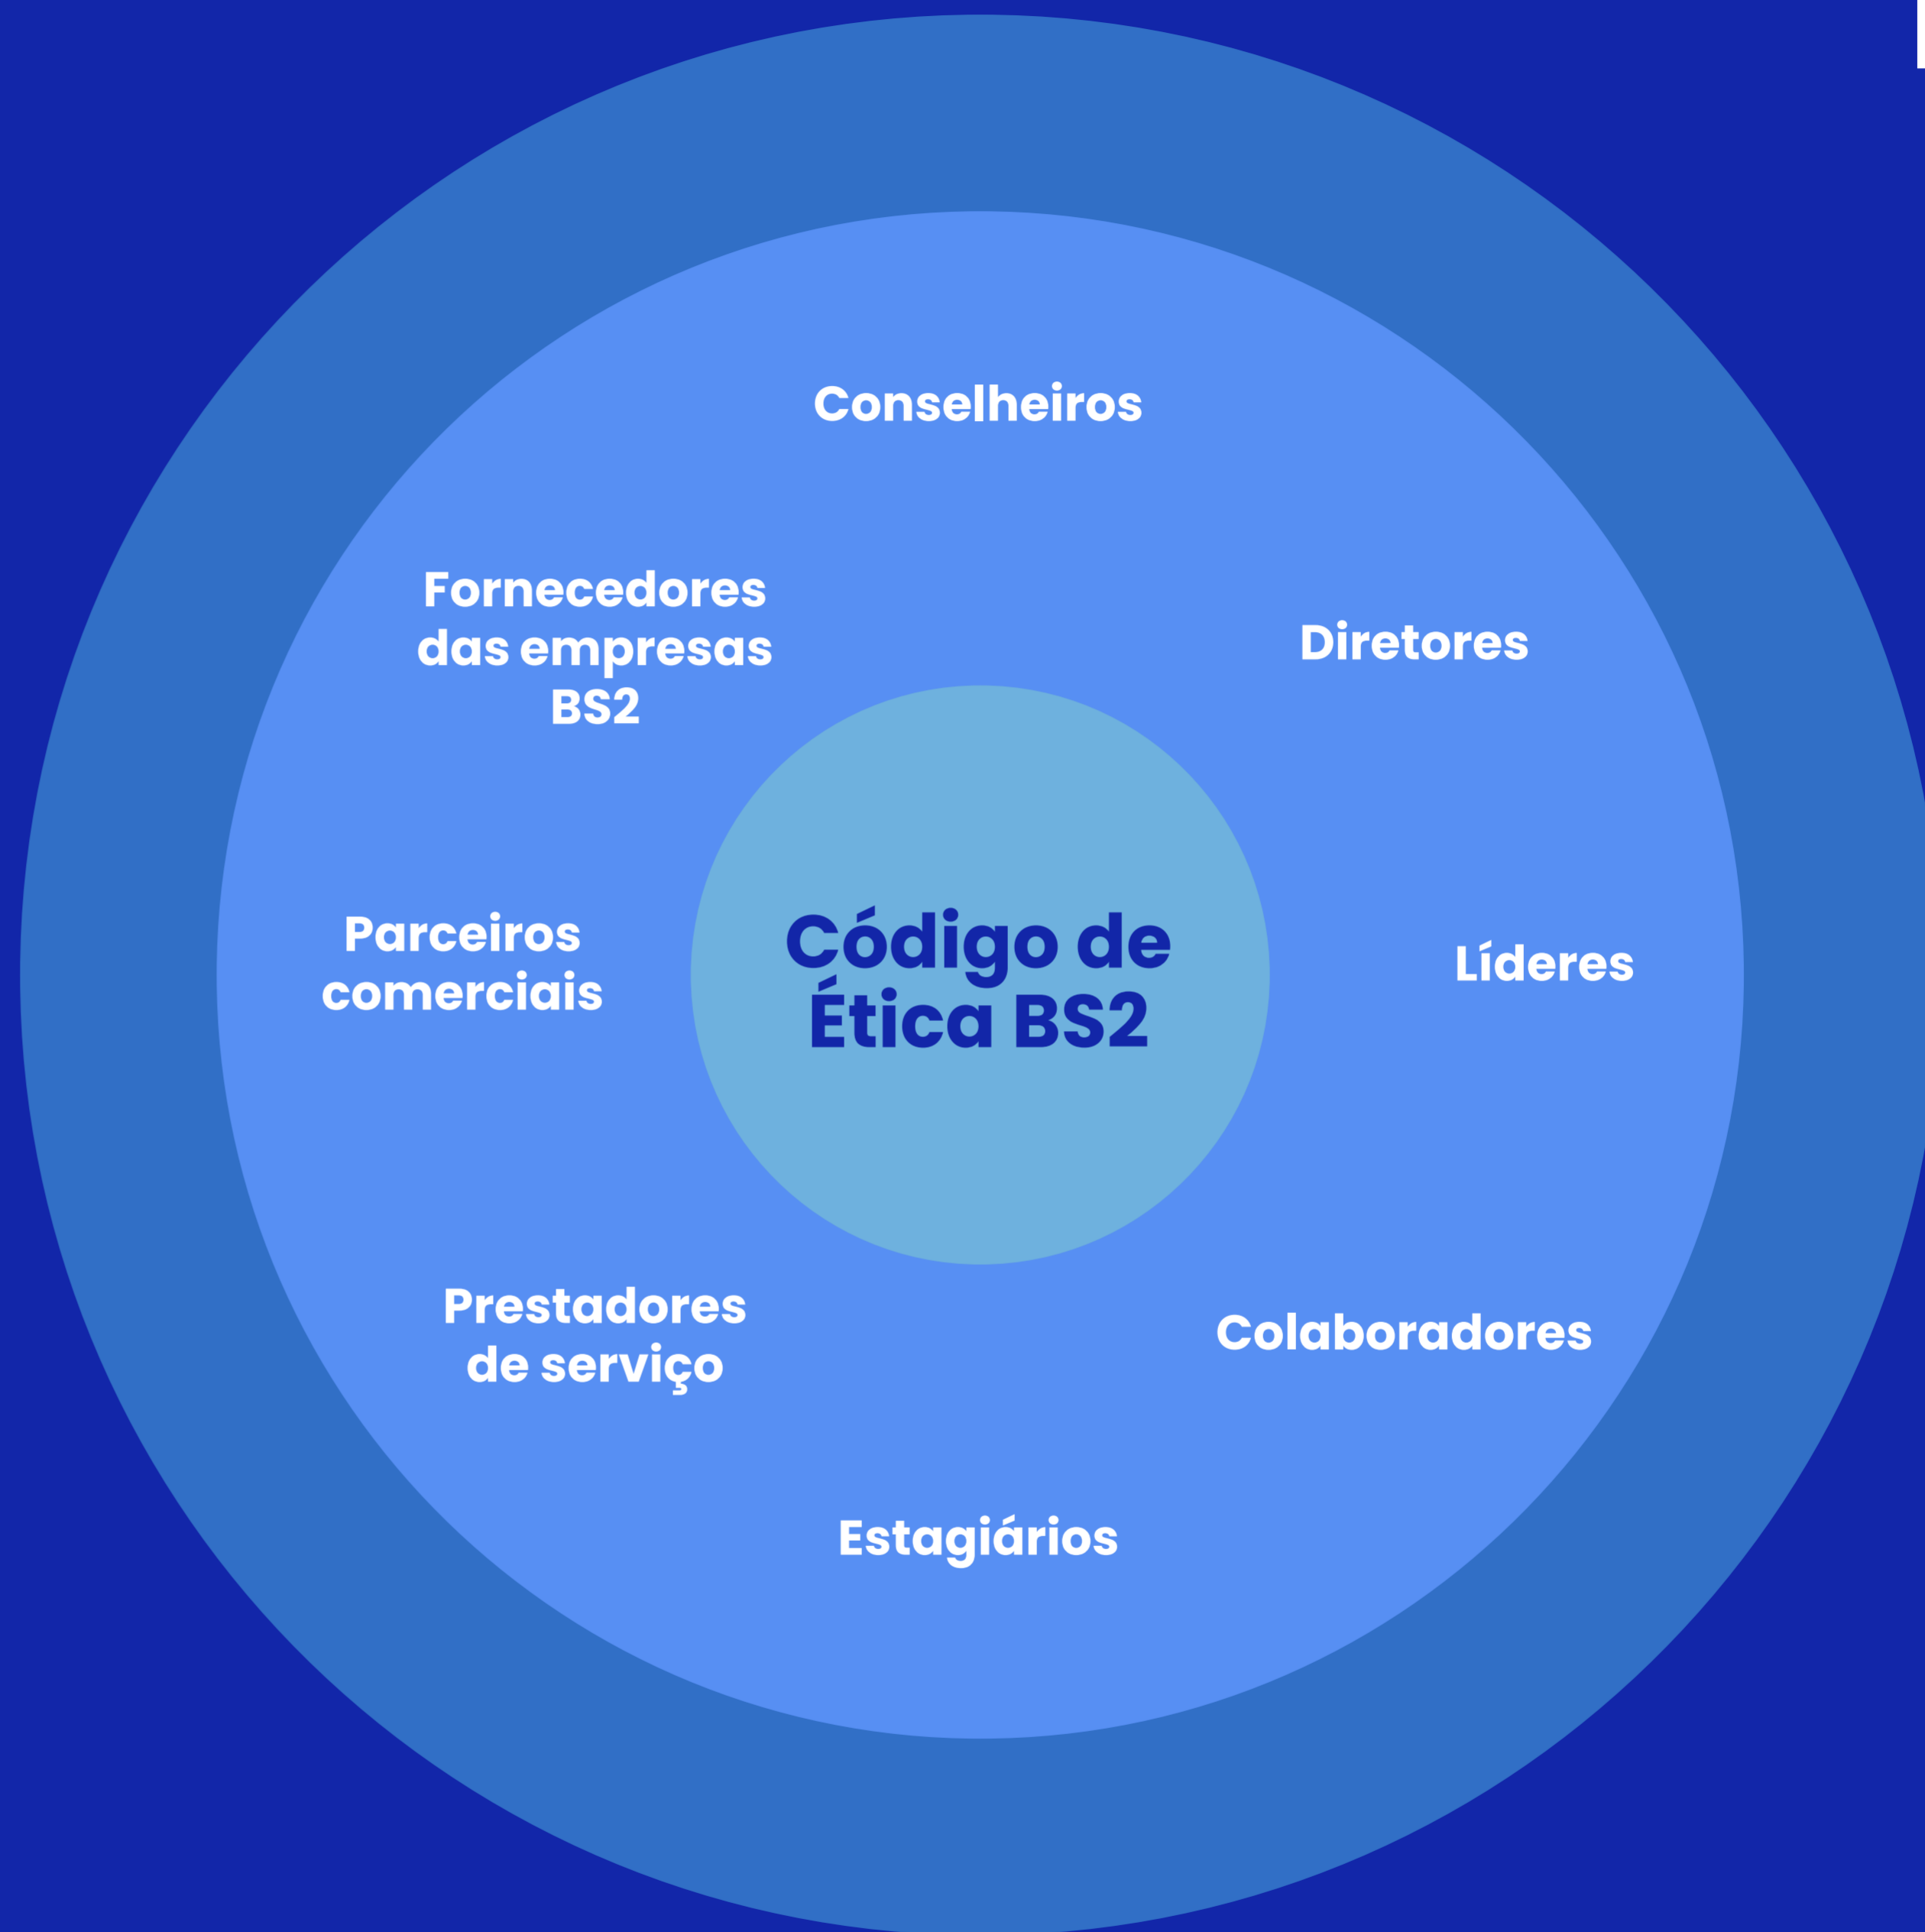 Conselheiros
Fornecedores
das empresas
BS2
Diretores
Parceiros
comerciais
Código de
Ética BS2
Líderes
Prestadores
de serviço
Colaboradores
Estagiários